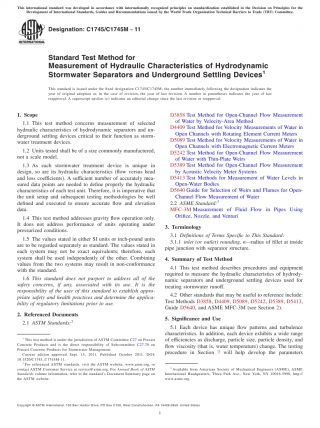 This international standard was developed in accordance with internationally recognized principles on standardization established in the Decision on Principles for the
Development of International Standards, Guides and Recommendations issued by the World Trade Organization Technical Barriers to Trade (TBT) Committee.
Designation: C1745/C1745M − 11
INTERNATIONAL
Standard Test Method for
Measurement of Hydraulic Characteristics of Hydrodynamic
Stormwater Separators and Underground Settling Devices1
This standard is issued under the fixed designation C1745/C1745M; the number immediately following the designation indicates the
year of original adoption or, in the case of revision, the year of last revision. A number in parentheses indicates the year of last
reapproval. A superscript epsilon (ε) indicates an editorial change since the last revision or reapproval.
1. Scope
1.1 This test method concerns measurement of selected
hydraulic characteristics of hydrodynamic separators and un-
derground settling devices critical to their function as storm-
water treatment devices.
1.2 Units tested shall be of a size commonly manufactured,
not a scale model.
1.3 As each stormwater treatment device is unique in
design, so are its hydraulic characteristics (flow versus head
and loss coefficients). A sufficient number of accurately mea-
sured data points are needed to define properly the hydraulic
characteristics of each test unit. Therefore, it is imperative that
the tank setup and subsequent testing methodologies be well
defined and executed to ensure accurate flow and elevation
data.
1.4 This test method addresses gravity flow operation only.
It does not address performance of units operating under
pressurized conditions.
1.5 The values stated in either SI units or inch-pound units
are to be regarded separately as standard. The values stated in
each system may not be exact equivalents; therefore, each
system shall be used independently of the other. Combining
values from the two systems may result in non-conformance
with the standard.
1.6 This standard does not purport to address all of the
safety concerns, if any, associated with its use. It is the
responsibility of the user of this standard to establish appro-
priate safety and health practices and determine the applica-
bility of regulatory limitations prior to use.
2. Referenced Documents
2.1 ASTM Standards:2
1 This test method is under the jurisdiction of ASTM Committee C27 on Precast
Concrete Products and is the direct responsibility of Subcommittee C27.70 on
Precast Concrete Products for Stormwater Management.
Current edition approved Sept. 15, 2011. Published October 2011. DOI:
10.1520/C1745_C1745M-11.
2 For referenced ASTM standards, visit the ASTM website, www.astm.org, or
contact ASTM Customer Service at service@astm.org. For Annual Book of ASTM
Standards volume information, refer to the standard's Document Summary page on
the ASTM website.
D3858 Test Method for Open-Channel Flow Measurement
of Water by Velocity-Area Method
D4409 Test Method for Velocity Measurements of Water in
Open Channels with Rotating Element Current Meters
D5089 Test Method for Velocity Measurements of Water in
Open Channels with Electromagnetic Current Meters
D5242 Test Method for Open-Channel Flow Measurement
of Water with Thin-Plate Weirs
D5389 Test Method for Open-Channel Flow Measurement
by Acoustic Velocity Meter Systems
D5413 Test Methods for Measurement of Water Levels in
Open-Water Bodies
D5640 Guide for Selection of Weirs and Flumes for Open-
Channel Flow Measurement of Water
2.2 ASME Standard:3
MFC-3M Measurement of Fluid Flow in Pipes Using
Orifice, Nozzle, and Venturi
3. Terminology
3.1 Definitions of Terms Specific to This Standard:
3.1.1 inlet (or outlet) rounding, n—radius of fillet at inside
pipe junction with separator structure.
4. Summary of Test Method
4.1 This test method describes procedures and equipment
required to measure the hydraulic characteristics of hydrody-
namic separators and underground settling devices used for
treating stormwater runoff.
4.2 Other standards that may be useful to reference include:
Test Methods D3858, D4409, D5089, D5242, D5389, D5413,
Guide D5640, and ASME MFC-3M (see Section 2).
5. Significance and Use
5.1 Each device has unique flow patterns and turbulence
characteristics. In addition, each device exhibits a wide range
of efficiencies as discharge, particle size, particle density, and
flow viscosity (that is, water temperature) change. The testing
procedure in Section 7 will help develop the parameters
3 Available from American Society of Mechanical Engineers (ASME), ASME
International Headquarters, Three Park Ave., New York, NY 10016-5990, http://
www.asme.org.
Copyright © ASTM International, 100 Barr Harbor Drive, PO Box C700, West Conshohocken, PA 19428-2959. United States
1